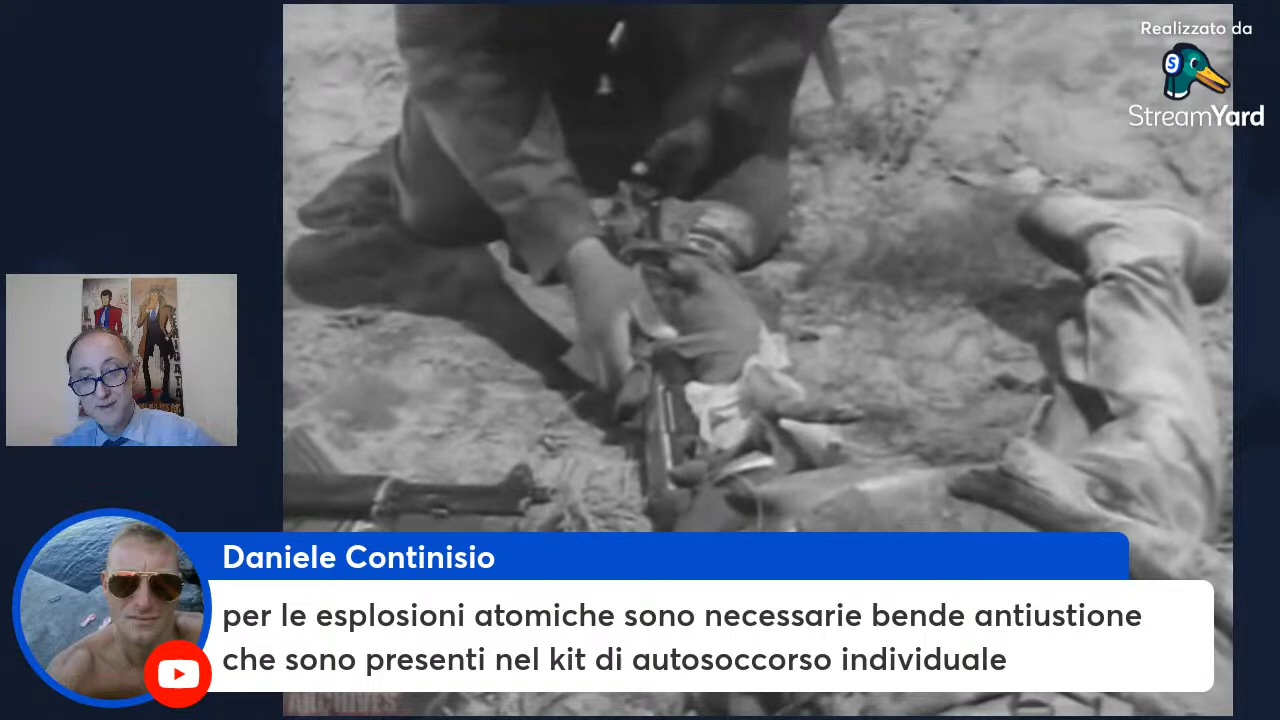 Realizzato da
StreamYard
Daniele Continisio
per le esplosioni atomiche sono necessarie bende antiustione
che sono presenti nel kit di autosoccorso individuale
ARCHIVES